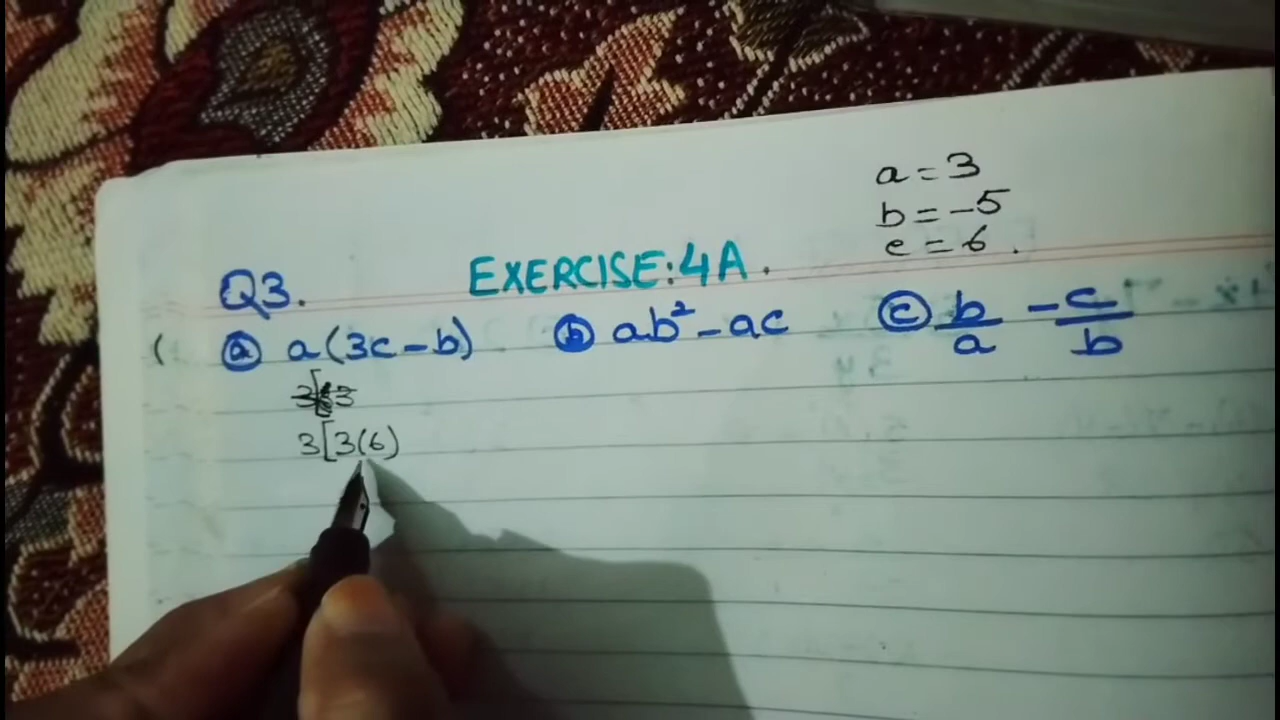 a = 3
b = -5
c = 6 .
EXERCISE: 4A .
Q3.
( ⓐ a(3c - b) ⓑ ab² - ac ⓒ b/a - c/b
3[3(6)